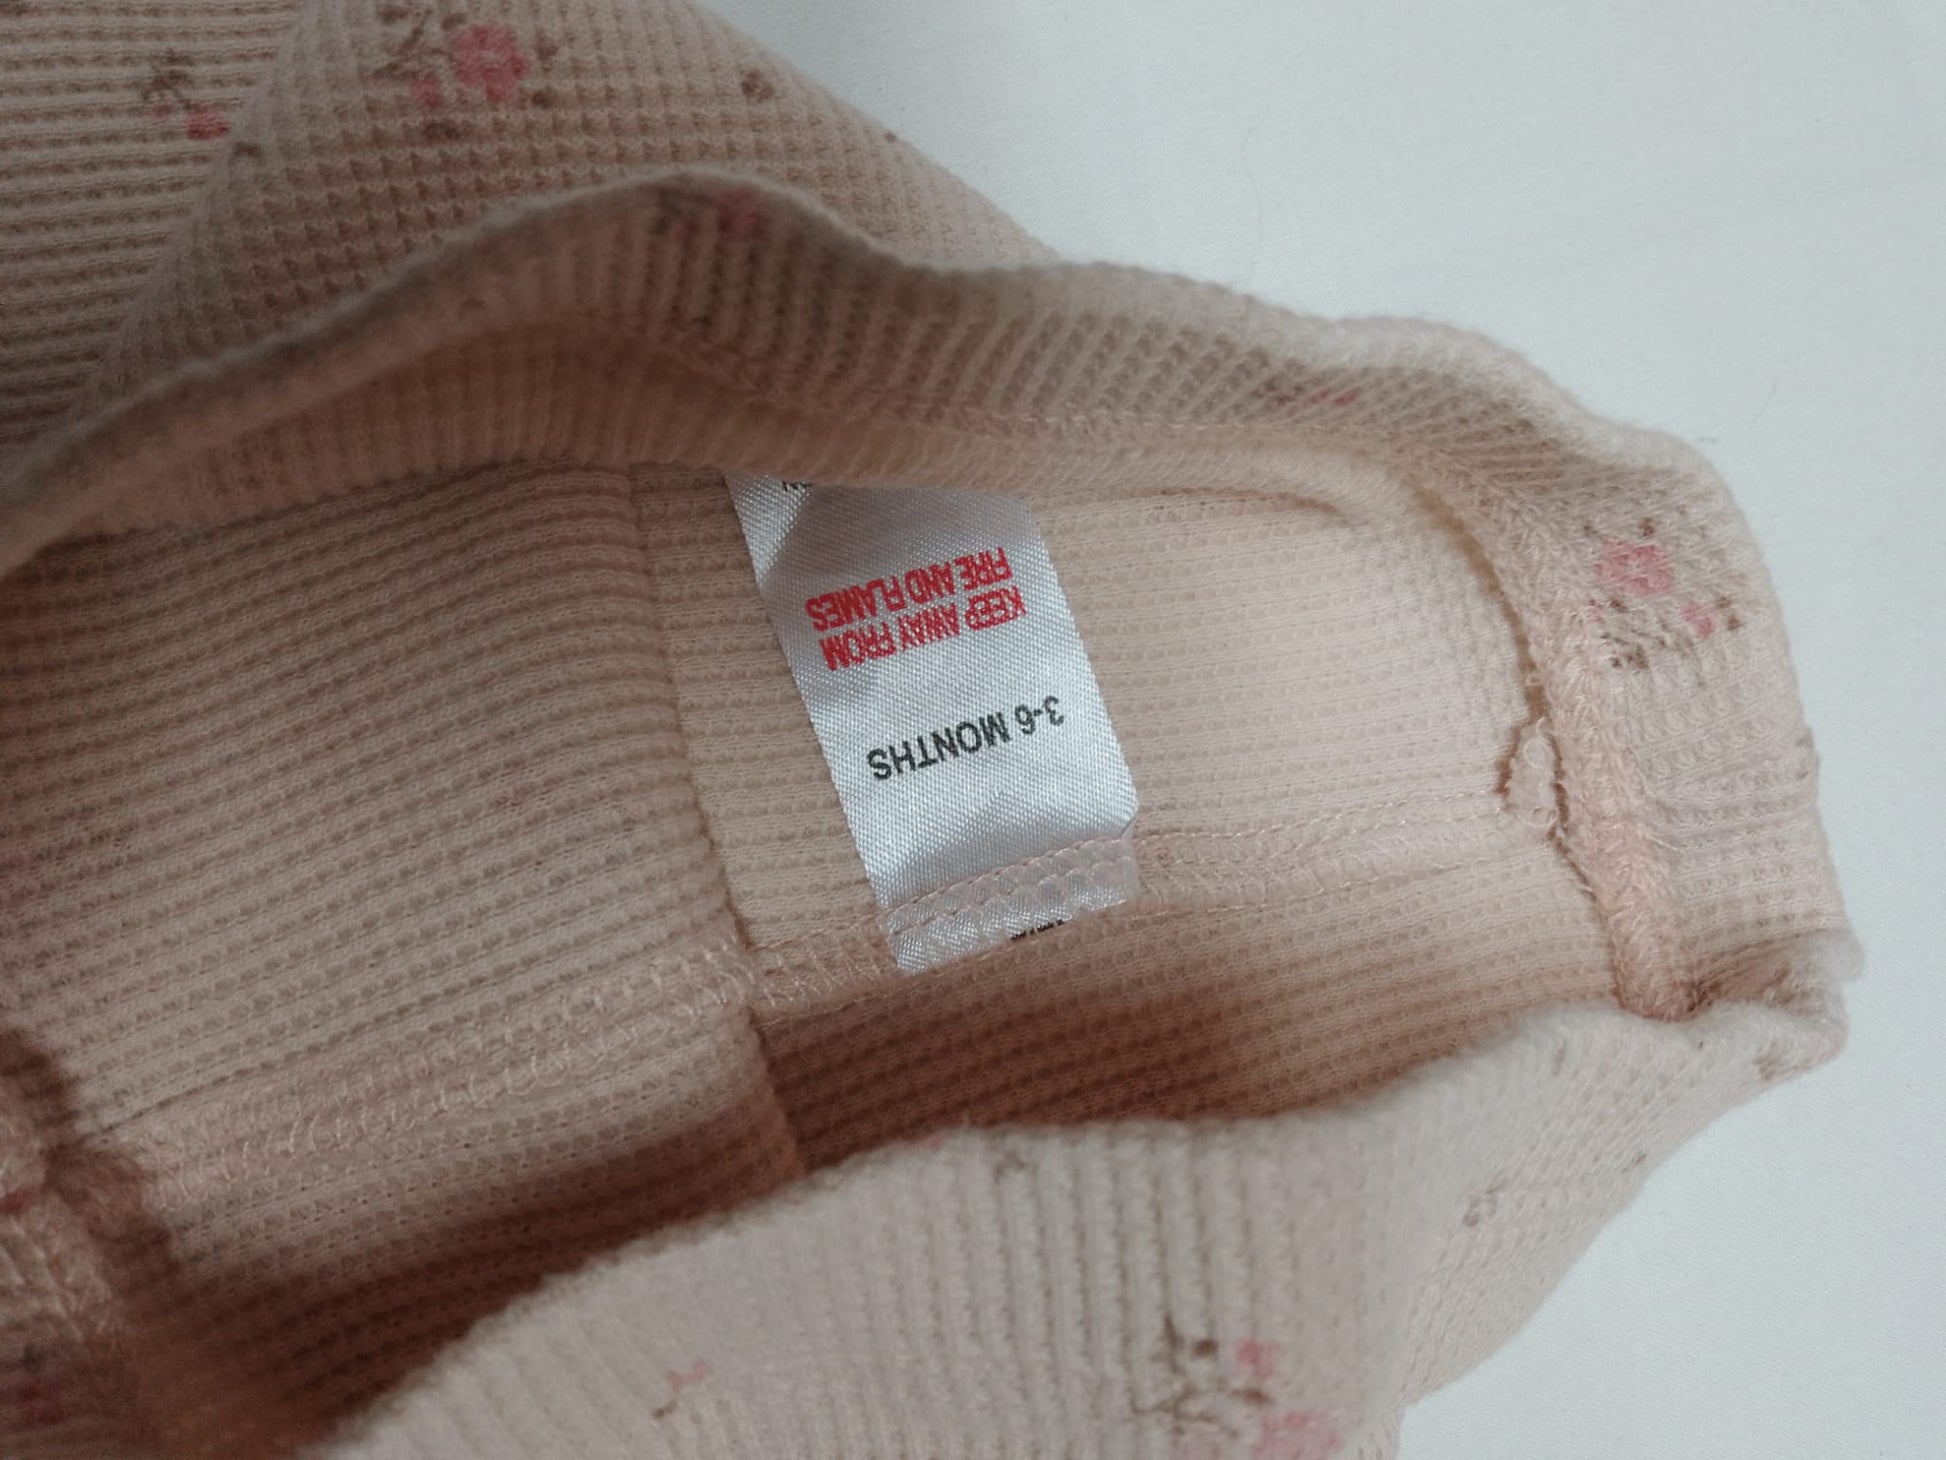 3-6 MONTHS
KEEP AWAY FROM
FIRE AND FLAMES